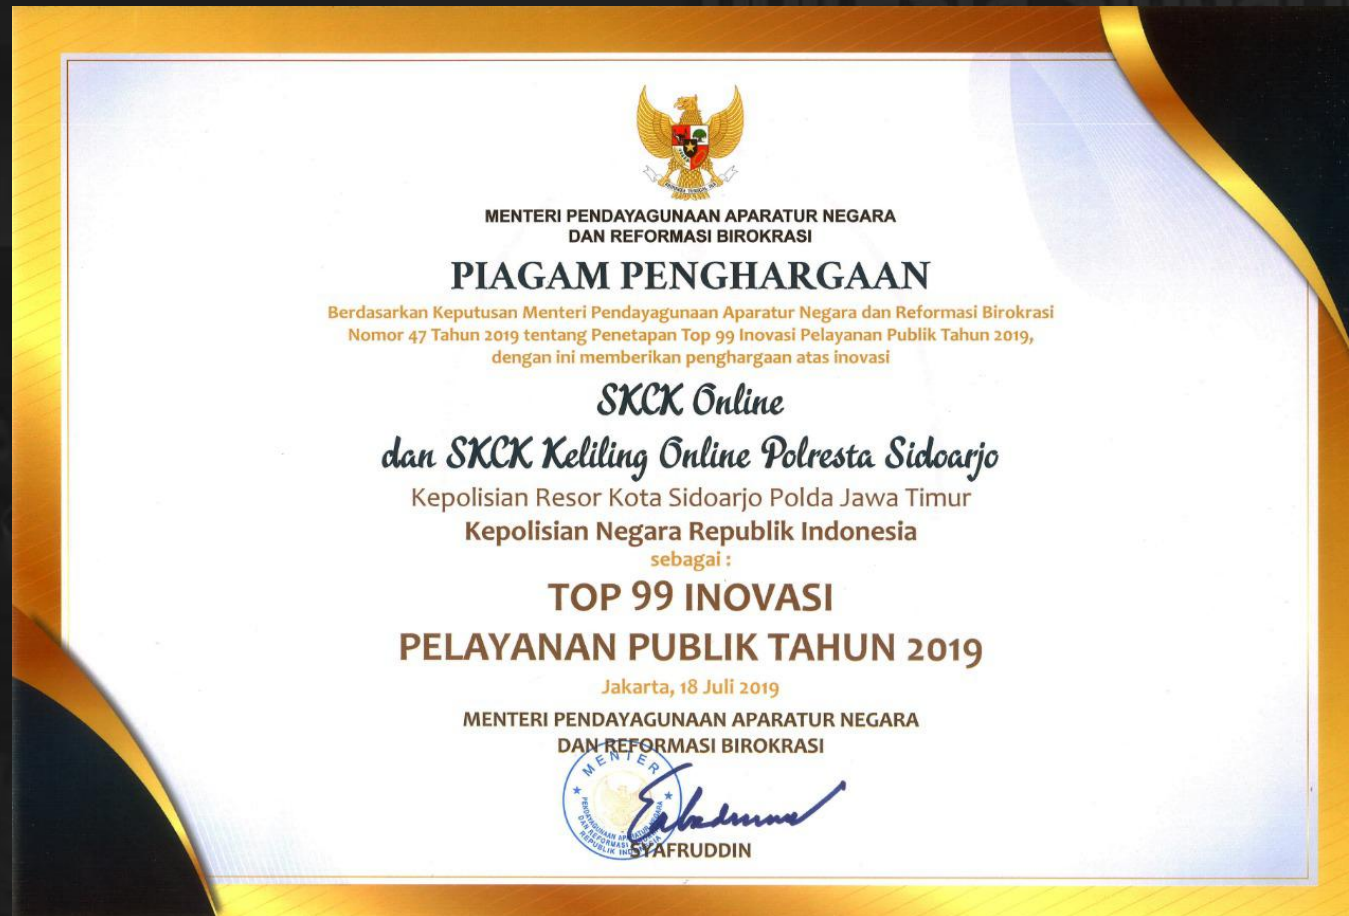 MENTERI PENDAYAGUNAAN APARATUR NEGARA
DAN REFORMASI BIROKRASI
PIAGAM PENGHARGAAN
Berdasarkan Keputusan Menteri Pendayagunaan Aparatur Negara dan Reformasi Birokrasi
Nomor 47 Tahun 2019 tentang Penetapan Top 99 Inovasi Pelayanan Publik Tahun 2019,
dengan ini memberikan penghargaan atas inovasi
SKCK Online
dan SKCK Keliling Online Polresta Sidoarjo
Kepolisian Resor Kota Sidoarjo Polda Jawa Timur
Kepolisian Negara Republik Indonesia
sebagai :
TOP 99 INOVASI
PELAYANAN PUBLIK TAHUN 2019
Jakarta, 18 Juli 2019
MENTERI PENDAYAGUNAAN APARATUR NEGARA
DAN REFORMASI BIROKRASI
MENTER
SYAFRUDDIN